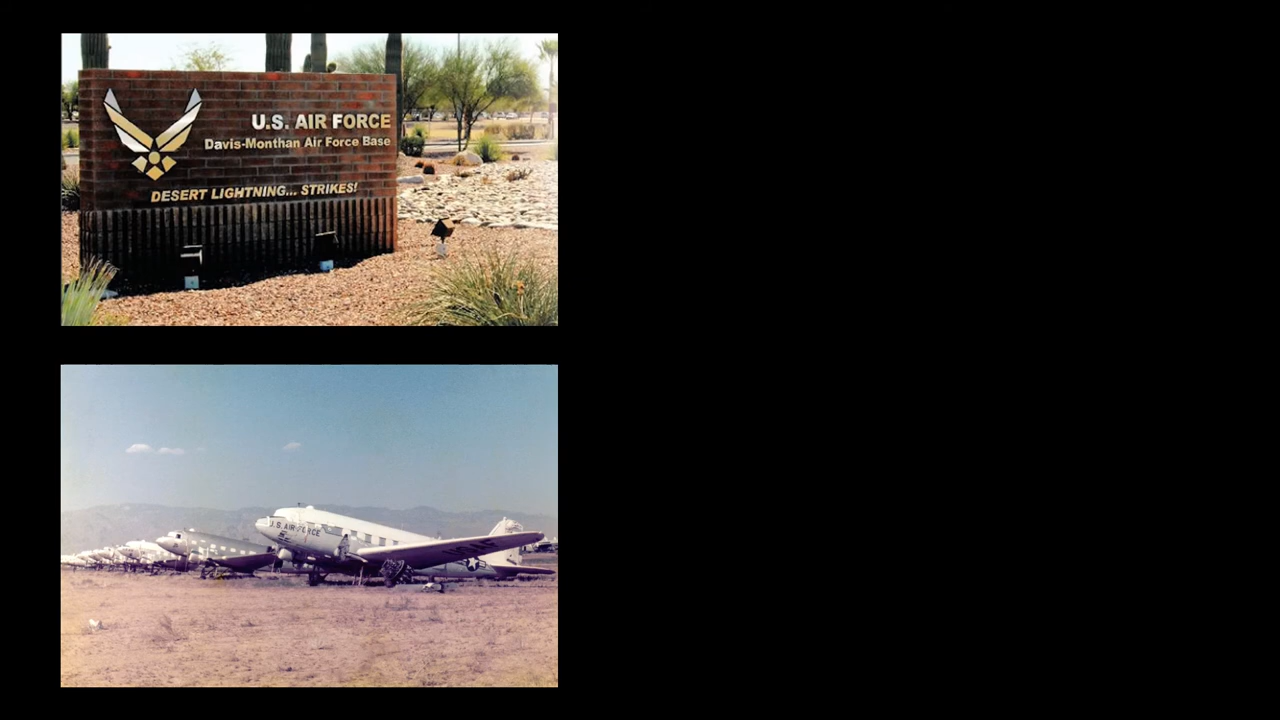 U.S. AIR FORCE
Davis-Monthan Air Force Base
DESERT LIGHTNING... STRIKES!
U.S. AIR FORCE